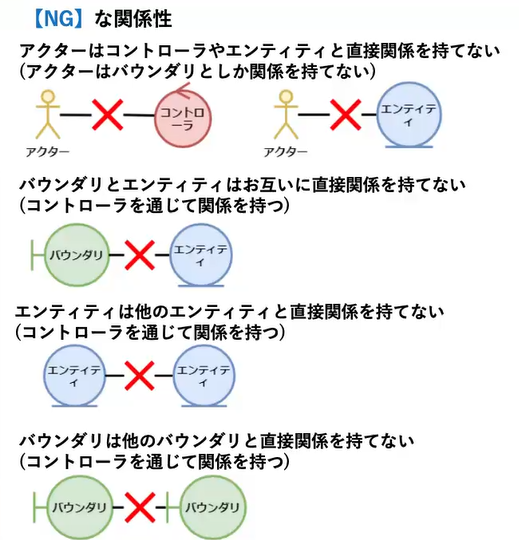 【NG】な関係性
アクターはコントローラやエンティティと直接関係を持てない
(アクターはバウンダリとしか関係を持てない)
コントロ
ーラ
エンティテ
ィ
アクター
アクター
バウンダリとエンティティはお互いに直接関係を持てない
(コントローラを通じて関係を持つ)
バウンダリ
エンティテ
ィ
エンティティは他のエンティティと直接関係を持てない
(コントローラを通じて関係を持つ)
エンティテ
ィ
エンティテ
ィ
バウンダリは他のバウンダリと直接関係を持てない
(コントローラを通じて関係を持つ)
バウンダリ
バウンダリ